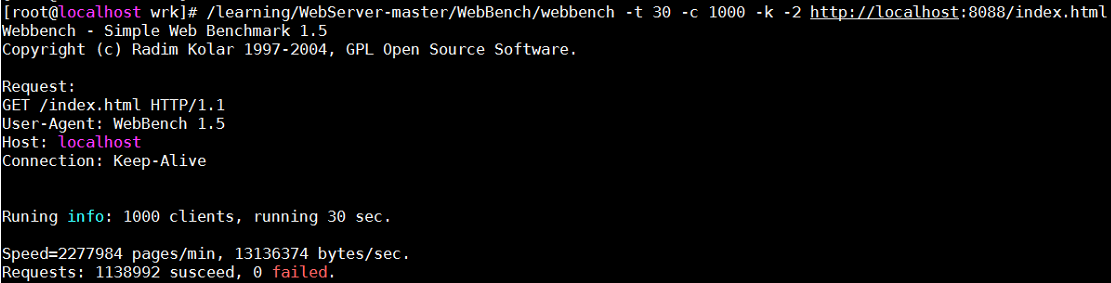 [root@localhost wrk]# /learning/WebServer-master/WebBench/webbench -t 30 -c 1000 -k -2 http://localhost:8088/index.html
Webbench - Simple Web Benchmark 1.5
Copyright (c) Radim Kolar 1997-2004, GPL Open Source Software.
Request:
GET /index.html HTTP/1.1
User-Agent: WebBench 1.5
Host: localhost
Connection: Keep-Alive
Runing info: 1000 clients, running 30 sec.
Speed=2277984 pages/min, 13136374 bytes/sec.
Requests: 1138992 susceed, 0 failed.